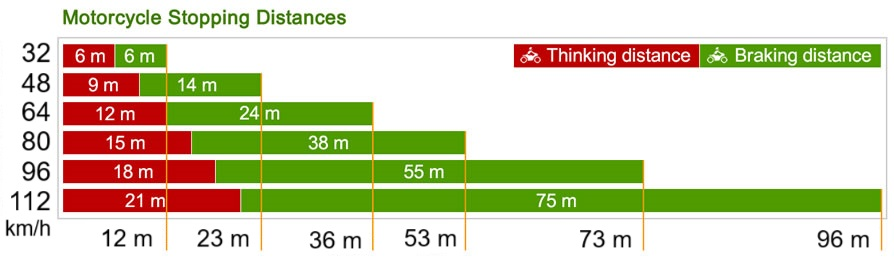 Motorcycle Stopping Distances
32 6 m 6 m Thinking distance Braking distance
48 9 m 14 m
64 12 m 24 m
80 15 m 38 m
96 18 m 55 m
112 21 m 75 m
km/h 12 m 23 m 36 m 53 m 73 m 96 m